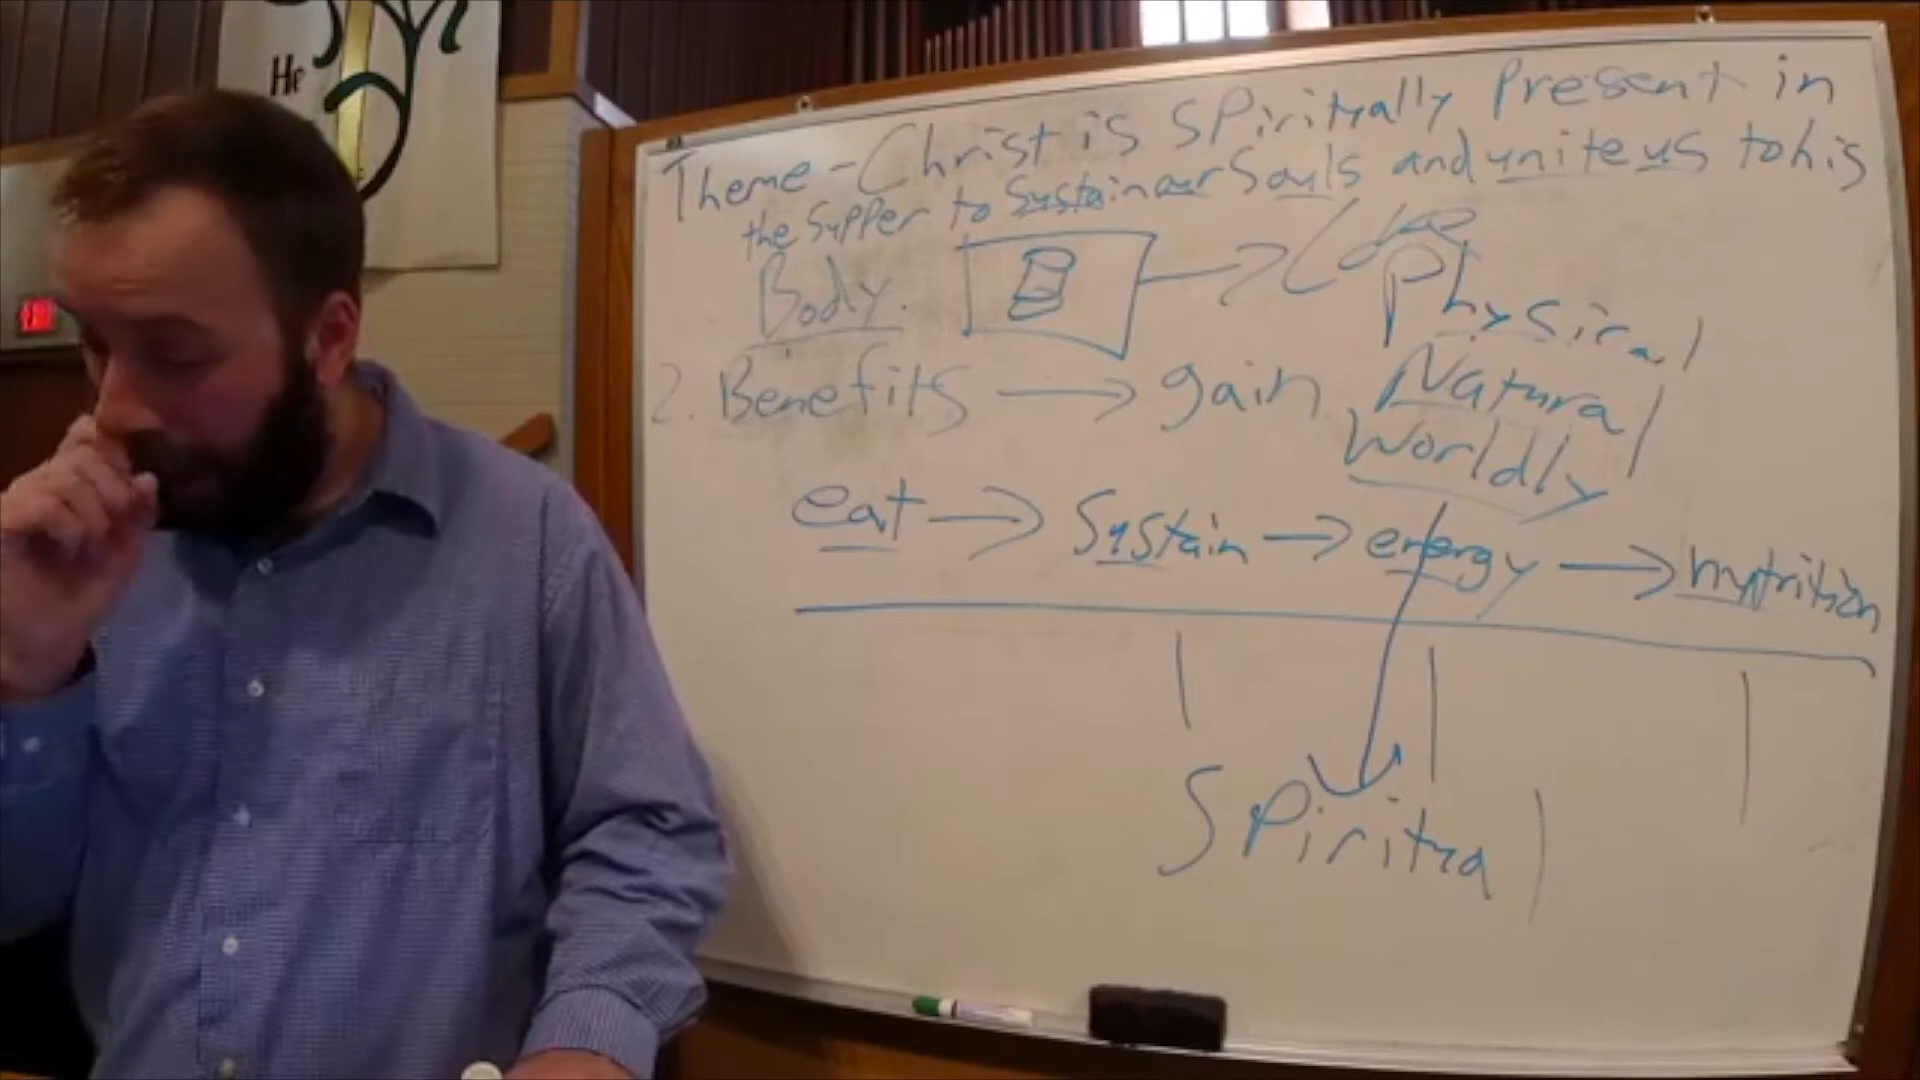 He
Theme - Christ is spiritually present in
the supper to sustain our souls and unite us to his
Body.
Physical
2. Benefits → gain Natural
Worldly
eat → Sustain → energy →
Spiritual